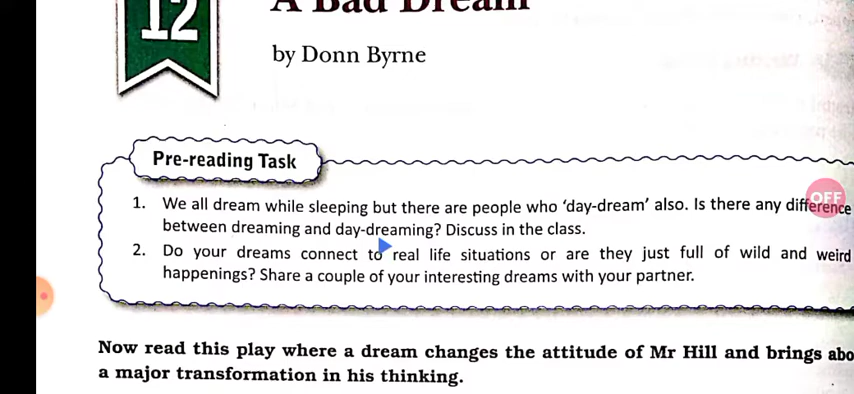 12
A Bad Dream
by Donn Byrne
Pre-reading Task
1. We all dream while sleeping but there are people who ‘day-dream’ also. Is there any difference
between dreaming and day-dreaming? Discuss in the class.
2. Do your dreams connect to real life situations or are they just full of wild and weird
happenings? Share a couple of your interesting dreams with your partner.
OFF
Now read this play where a dream changes the attitude of Mr Hill and brings abo
a major transformation in his thinking.